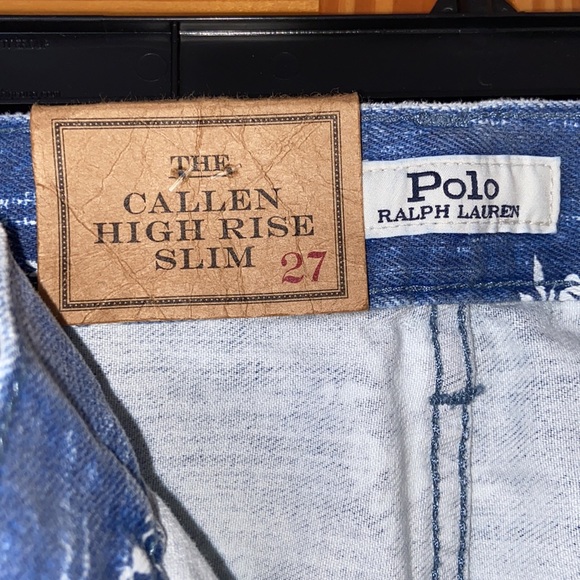 THE
CALLEN
HIGH RISE
SLIM 27
Polo
RALPH LAUREN